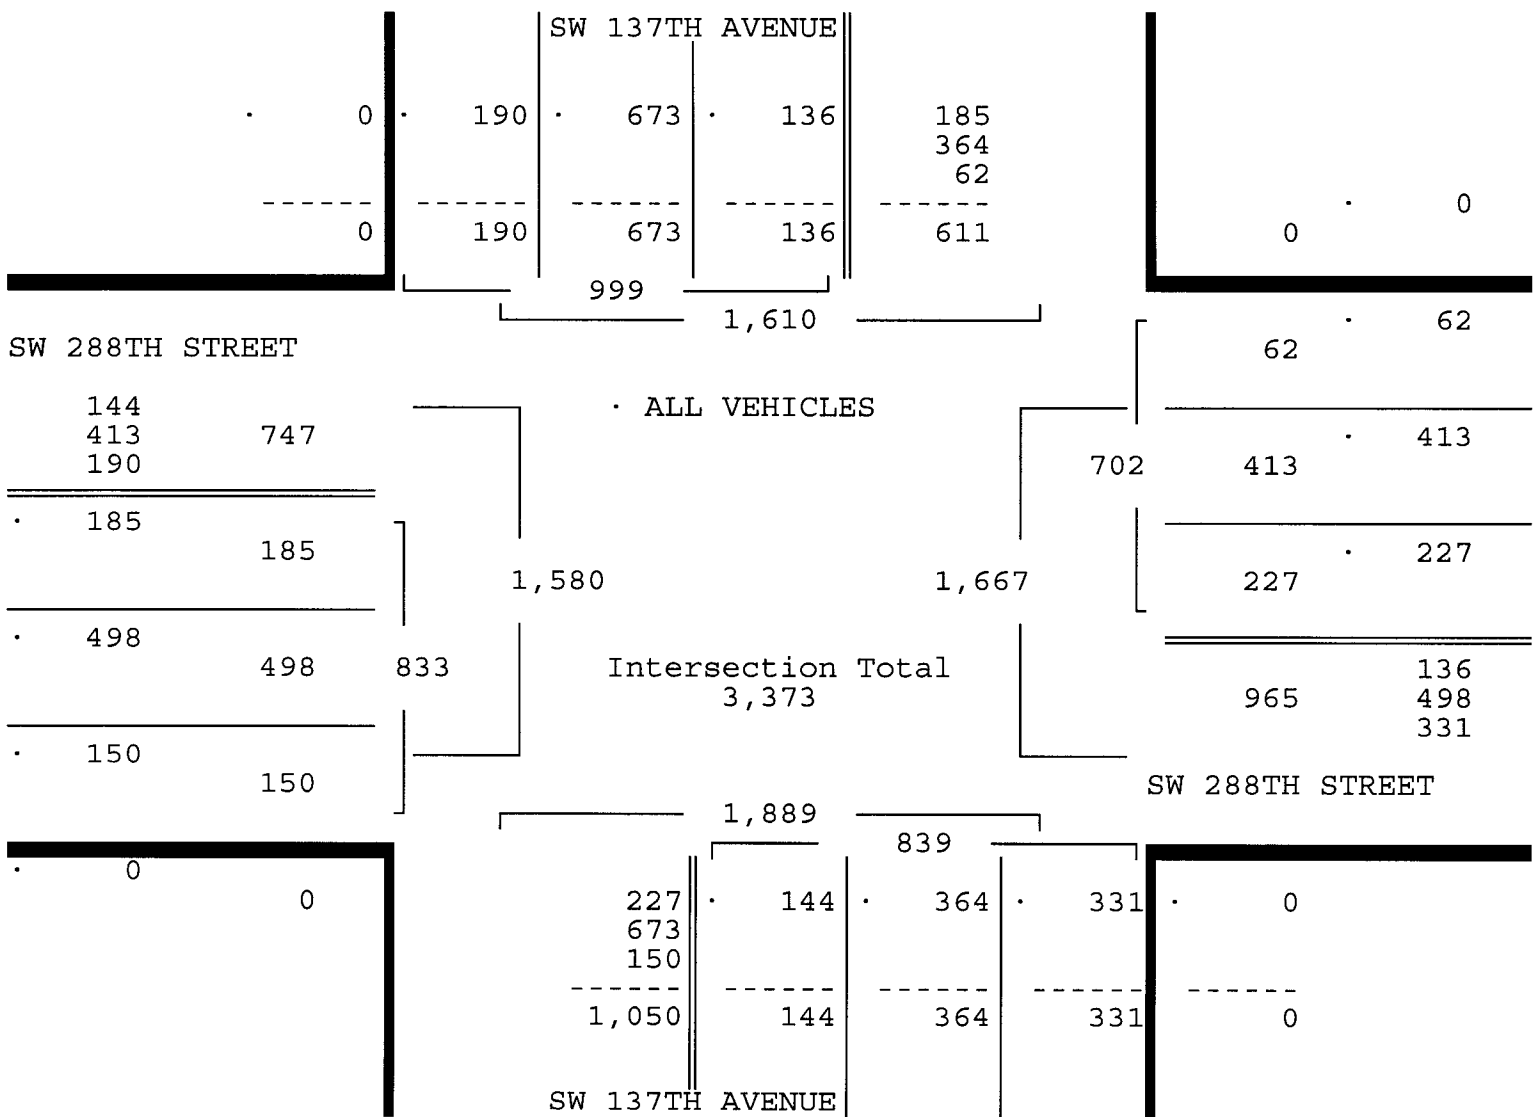 SW 137TH AVENUE
· 0 · 190 · 673 · 136 185
364
62
------ ------ ------ ------ ------
· 0
0 190 673 136 611 0
999
1,610 · 62
SW 288TH STREET 62
144 · ALL VEHICLES
413 747 · 413
190 702 413
· 185
185 · 227
1,580 1,667 227
· 498
498 833 Intersection Total 136
3,373 965 498
331
· 150
150 SW 288TH STREET
1,889
839
· 0
0 227 · 144 · 364 · 331 · 0
673
150
------ ------ ------ ------ ------
1,050 144 364 331 0
SW 137TH AVENUE